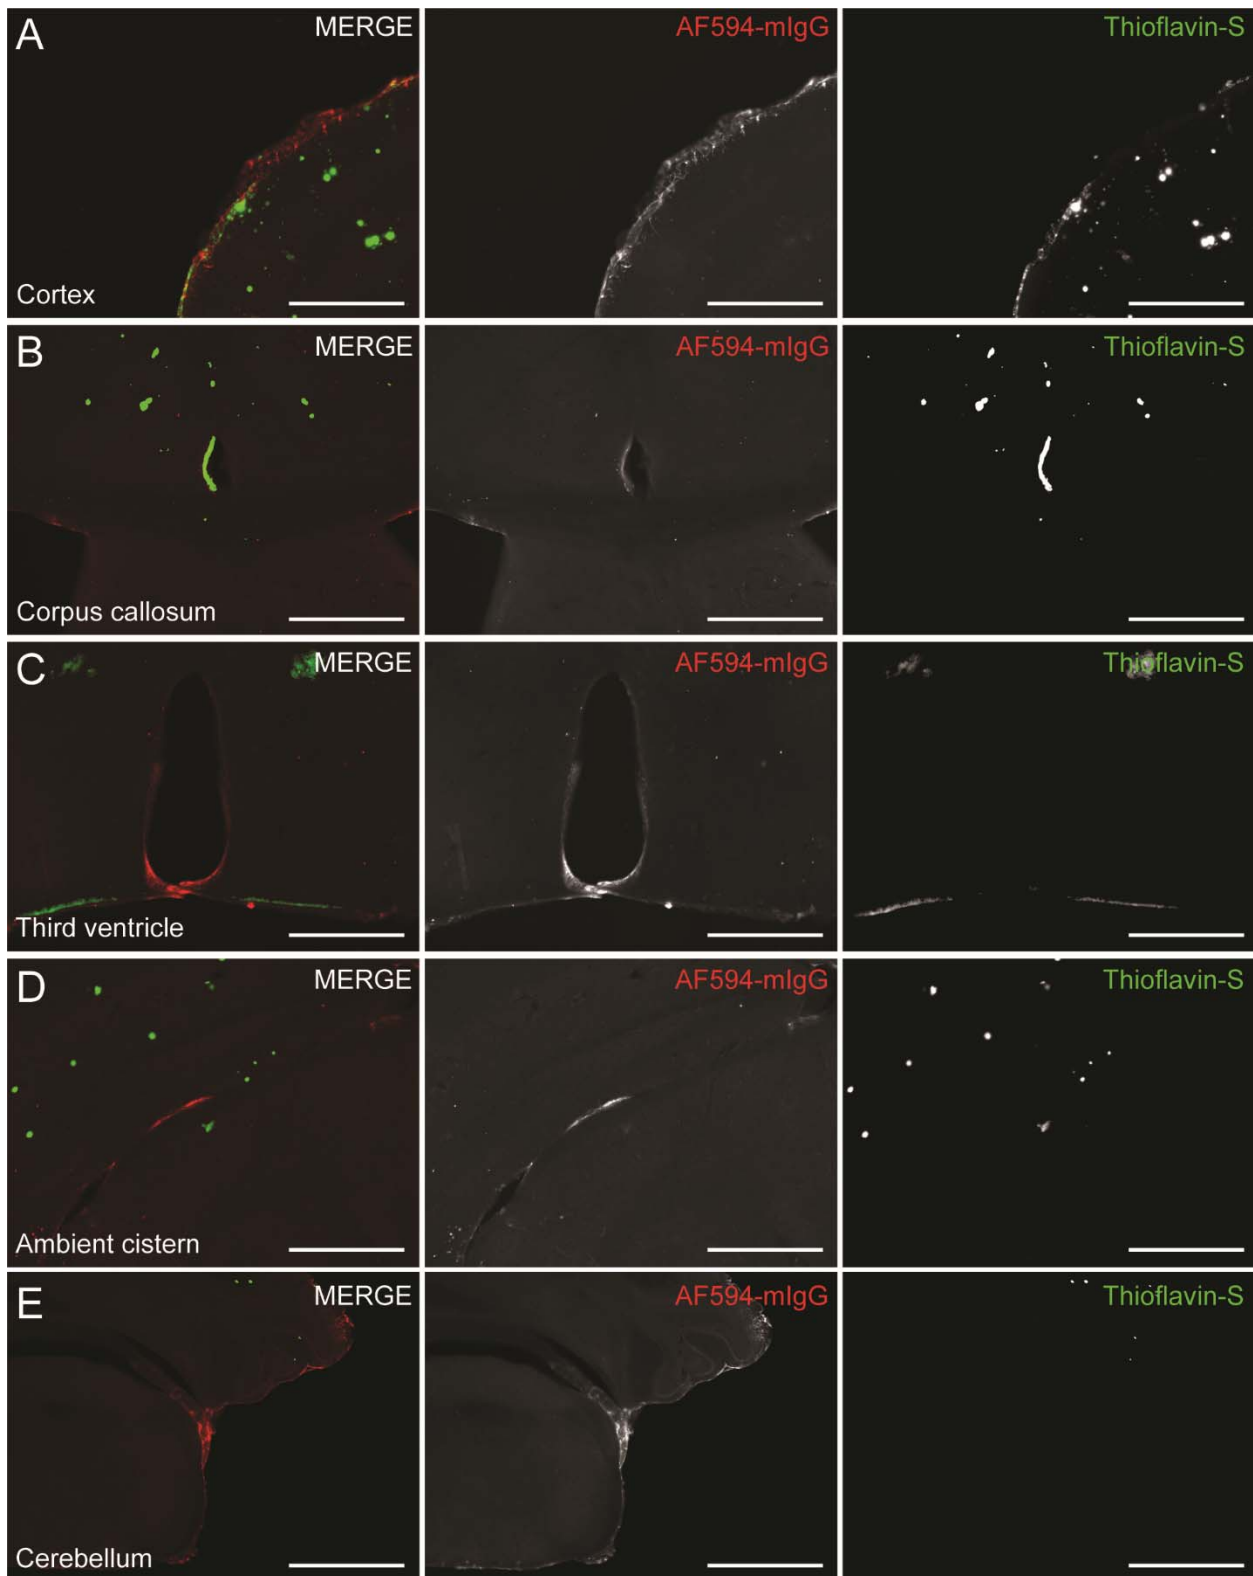 A MERGE AF594-mIgG Thioflavin-S
Cortex
B MERGE AF594-mIgG Thioflavin-S
Corpus callosum
C MERGE AF594-mIgG Thioflavin-S
Third ventricle
D MERGE AF594-mIgG Thioflavin-S
Ambient cistern
E MERGE AF594-mIgG Thioflavin-S
Cerebellum